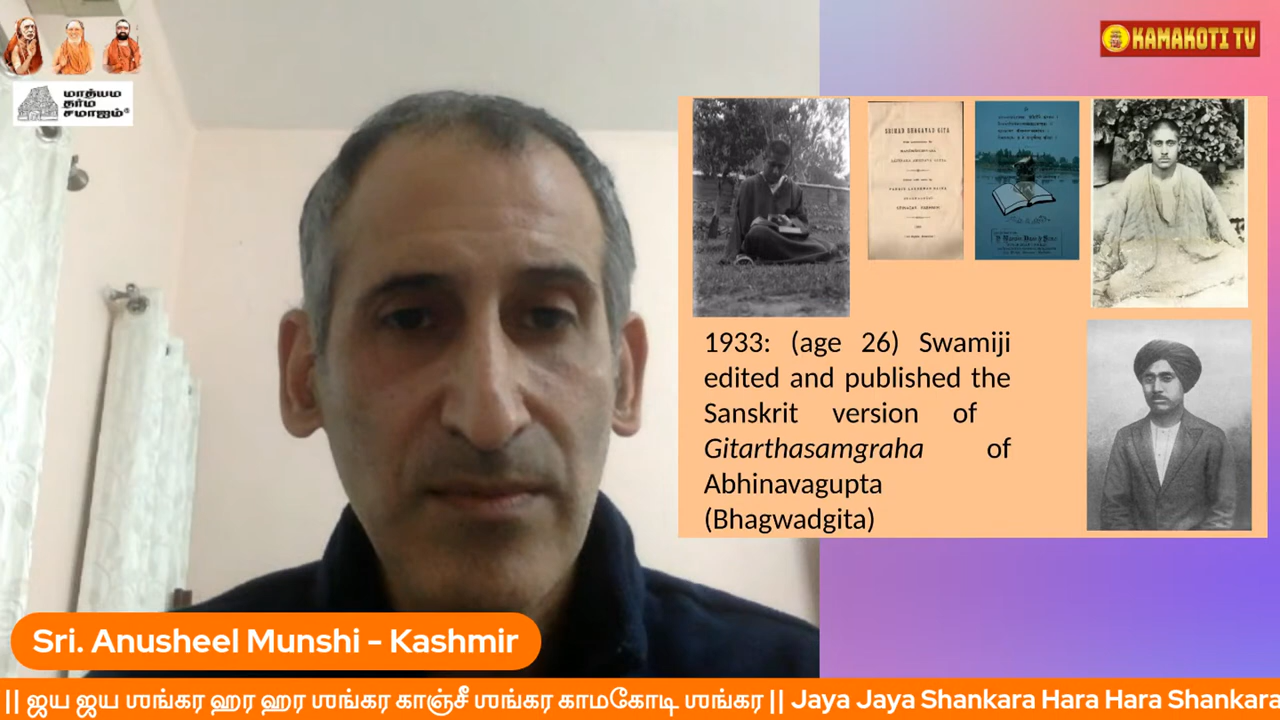 KAMAKOTI TV
மாத்யம
தர்ம
சமாஜம்
SRIMAD BHAGAVAD GITA
1933: (age 26) Swamiji
edited and published the
Sanskrit version of
Gitarthasamgraha of
Abhinavagupta
(Bhagwadgita)
Sri. Anusheel Munshi - Kashmir
|| ஜய ஜய ஶங்கர ஹர ஹர ஶங்கர காஞ்சீ ஶங்கர காமகோடி ஶங்கர || Jaya Jaya Shankara Hara Hara Shankara